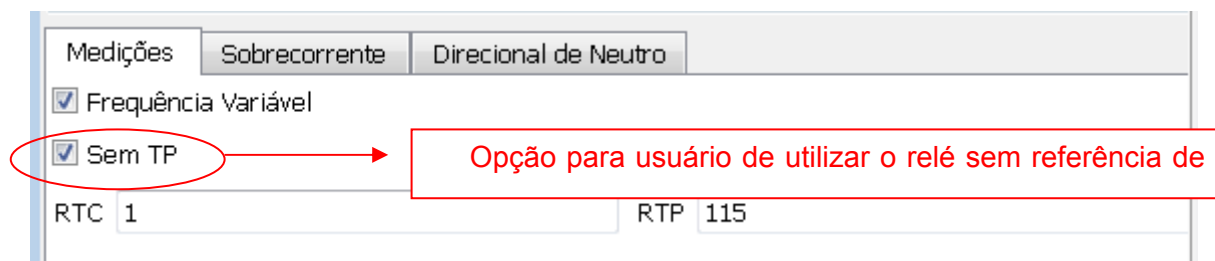 Medições Sobrecorrente Direcional de Neutro
Frequência Variável
Sem TP
Opção para usuário de utilizar o relé sem referência de
RTC 1 RTP 115